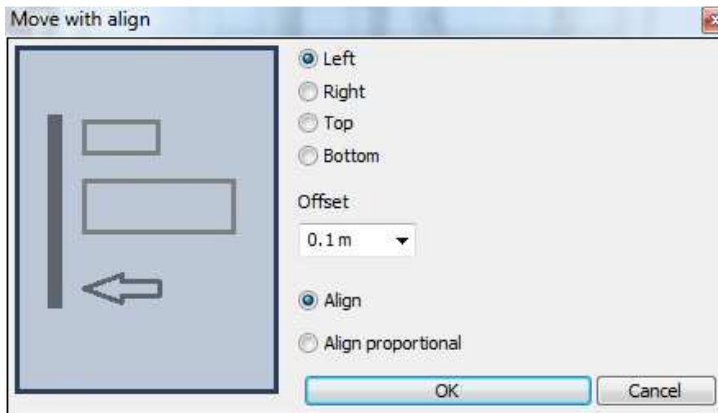 Move with align
Left
Right
Top
Bottom
Offset
0.1 m
Align
Align proportional
OK
Cancel